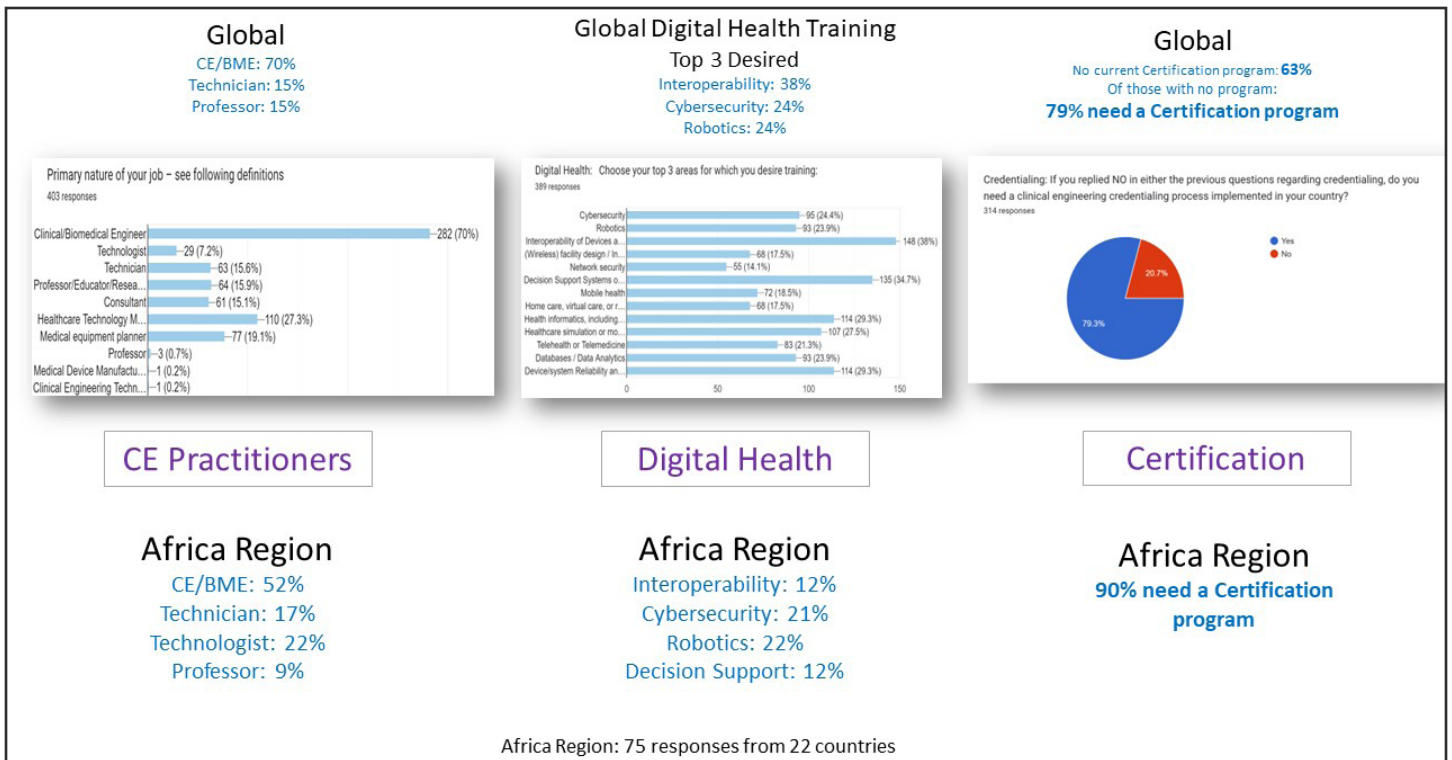 Global
CE/BME: 70%
Technician: 15%
Professor: 15%
Global Digital Health Training
Top 3 Desired
Interoperability: 38%
Cybersecurity: 24%
Robotics: 24%
Global
No current Certification program: 63%
Of those with no program:
79% need a Certification program
Primary nature of your job – see following definitions
403 responses
Clinical/Biomedical Engineer 282 (70%)
Technologist 29 (7.2%)
Technician 63 (15.6%)
Professor/Educator/Resea... 64 (15.9%)
Consultant 61 (15.1%)
Healthcare Technology M... 110 (27.3%)
Medical equipment planner 77 (19.1%)
Professor 3 (0.7%)
Medical Device Manufactu... 1 (0.2%)
Clinical Engineering Techn... 1 (0.2%)
Digital Health: Choose your top 3 areas for which you desire training:
389 responses
Cybersecurity 95 (24.4%)
Robotics 93 (23.9%)
Interoperability of Devices a... 148 (38%)
(Wireless) facility design / In... 68 (17.5%)
Network security 55 (14.1%)
Decision Support Systems o... 135 (34.7%)
Mobile health 72 (18.5%)
Home care, virtual care, or r... 68 (17.5%)
Health informatics, including... 114 (29.3%)
Healthcare simulation or mo... 107 (27.5%)
Telehealth or Telemedicine 83 (21.3%)
Databases / Data Analytics 93 (23.9%)
Device/system Reliability an... 114 (29.3%)
0 50 100 150
Credentialing: If you replied NO in either the previous questions regarding credentialing, do you
need a clinical engineering credentialing process implemented in your country?
314 responses
Yes
No
20.7%
79.3%
CE Practitioners
Digital Health
Certification
Africa Region
CE/BME: 52%
Technician: 17%
Technologist: 22%
Professor: 9%
Africa Region
Interoperability: 12%
Cybersecurity: 21%
Robotics: 22%
Decision Support: 12%
Africa Region
90% need a Certification
program
Africa Region: 75 responses from 22 countries